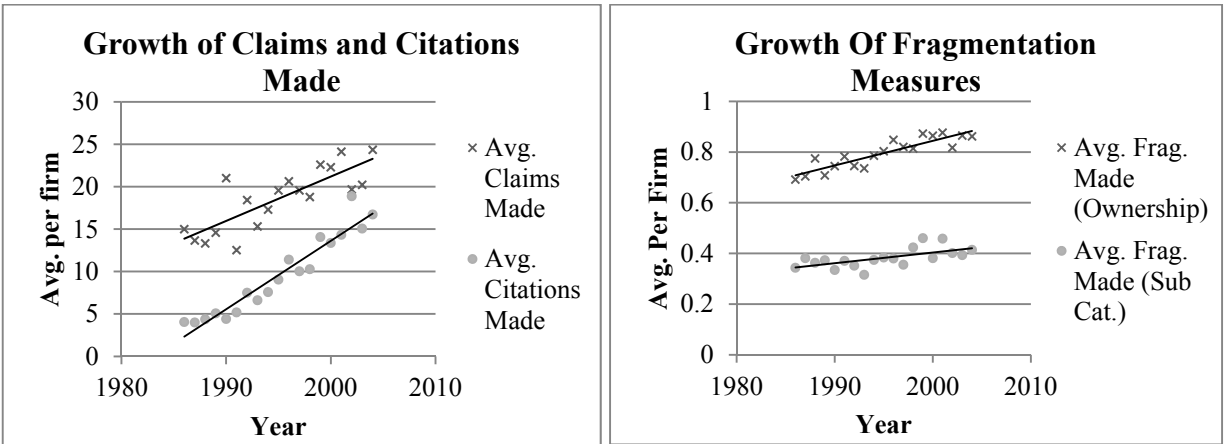 Growth of Claims and Citations
Made
30
25
20
15
10
5
0
1980
1990
2000
2010
Avg. per firm
Year
Avg.
Claims
Made
Avg.
Citations
Made
Growth Of Fragmentation
Measures
1
0.8
0.6
0.4
0.2
0
1980
1990
2000
2010
Avg. Per Firm
Year
Avg. Frag.
Made
(Ownership)
Avg. Frag.
Made (Sub
Cat.)